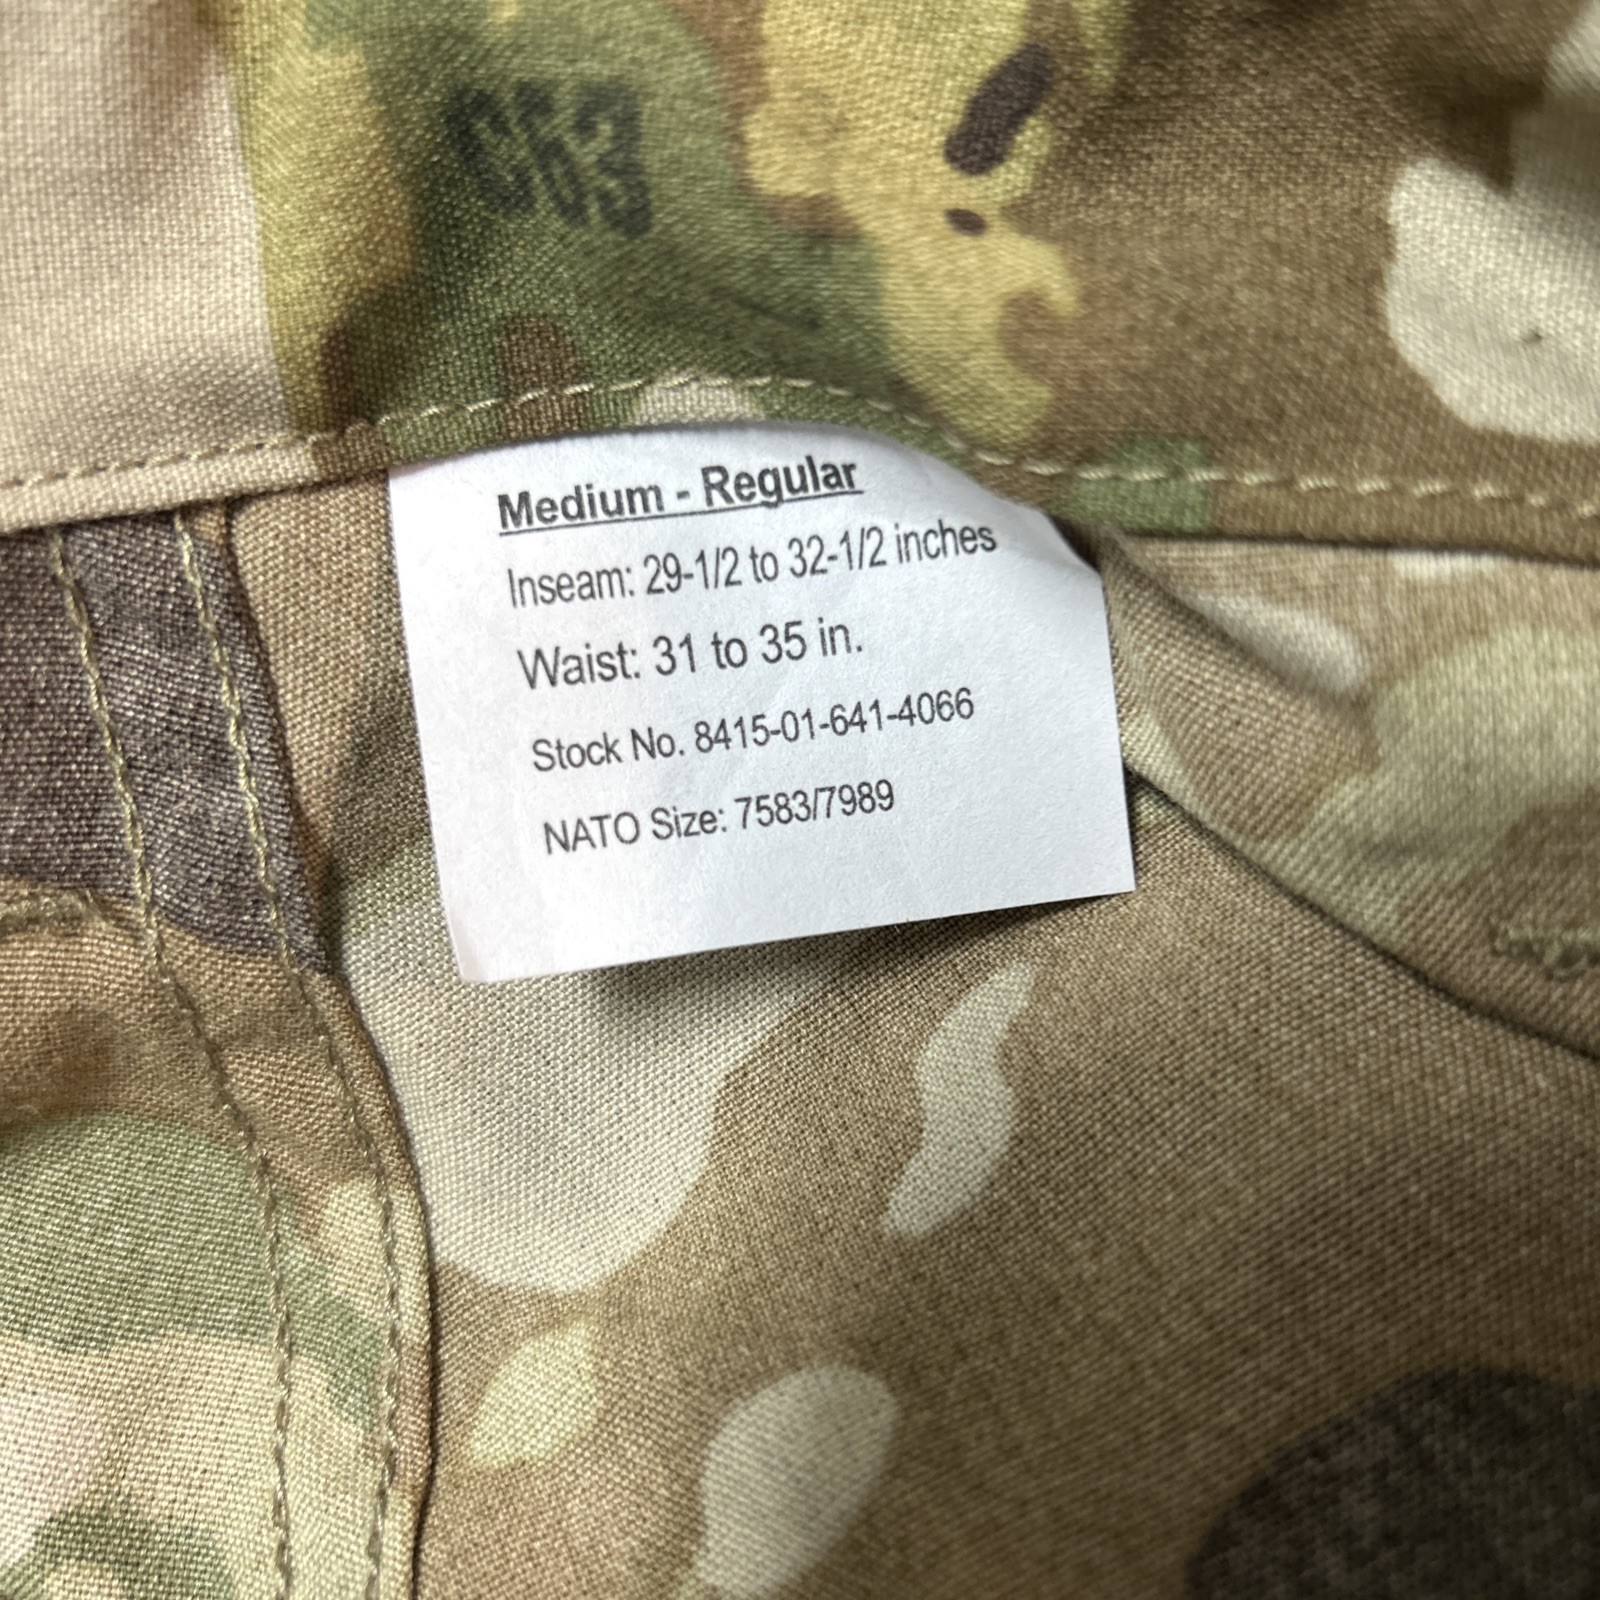 Medium - Regular
Inseam: 29-1/2 to 32-1/2 inches
Waist: 31 to 35 in.
Stock No. 8415-01-641-4066
NATO Size: 7583/7989